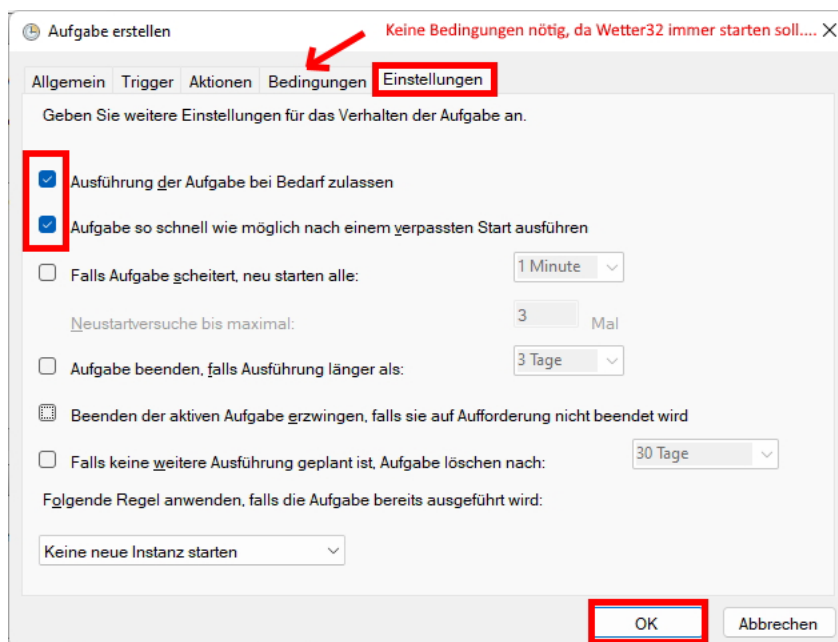 Aufgabe erstellen
Keine Bedingungen nötig, da Wetter32 immer starten soll....
Allgemein Trigger Aktionen Bedingungen Einstellungen
Geben Sie weitere Einstellungen für das Verhalten der Aufgabe an.
Ausführung der Aufgabe bei Bedarf zulassen
Aufgabe so schnell wie möglich nach einem verpassten Start ausführen
Falls Aufgabe scheitert, neu starten alle: 1 Minute
Neustartversuche bis maximal: 3 Mal
Aufgabe beenden, falls Ausführung länger als: 3 Tage
Beenden der aktiven Aufgabe erzwingen, falls sie auf Aufforderung nicht beendet wird
Falls keine weitere Ausführung geplant ist, Aufgabe löschen nach: 30 Tage
Folgende Regel anwenden, falls die Aufgabe bereits ausgeführt wird:
Keine neue Instanz starten
OK Abbrechen